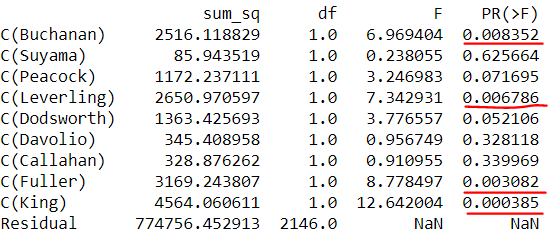 sum_sq df F PR(>F)
C(Buchanan) 2516.118829 1.0 6.969404 0.008352
C(Suyama) 85.943519 1.0 0.238055 0.625664
C(Peacock) 1172.237111 1.0 3.246983 0.071695
C(Leverling) 2650.970597 1.0 7.342931 0.006786
C(Dodsworth) 1363.425693 1.0 3.776557 0.052106
C(Davolio) 345.408958 1.0 0.956749 0.328118
C(Callahan) 328.876262 1.0 0.910955 0.339969
C(Fuller) 3169.243807 1.0 8.778497 0.003082
C(King) 4564.060611 1.0 12.642004 0.000385
Residual 774756.452913 2146.0 NaN NaN